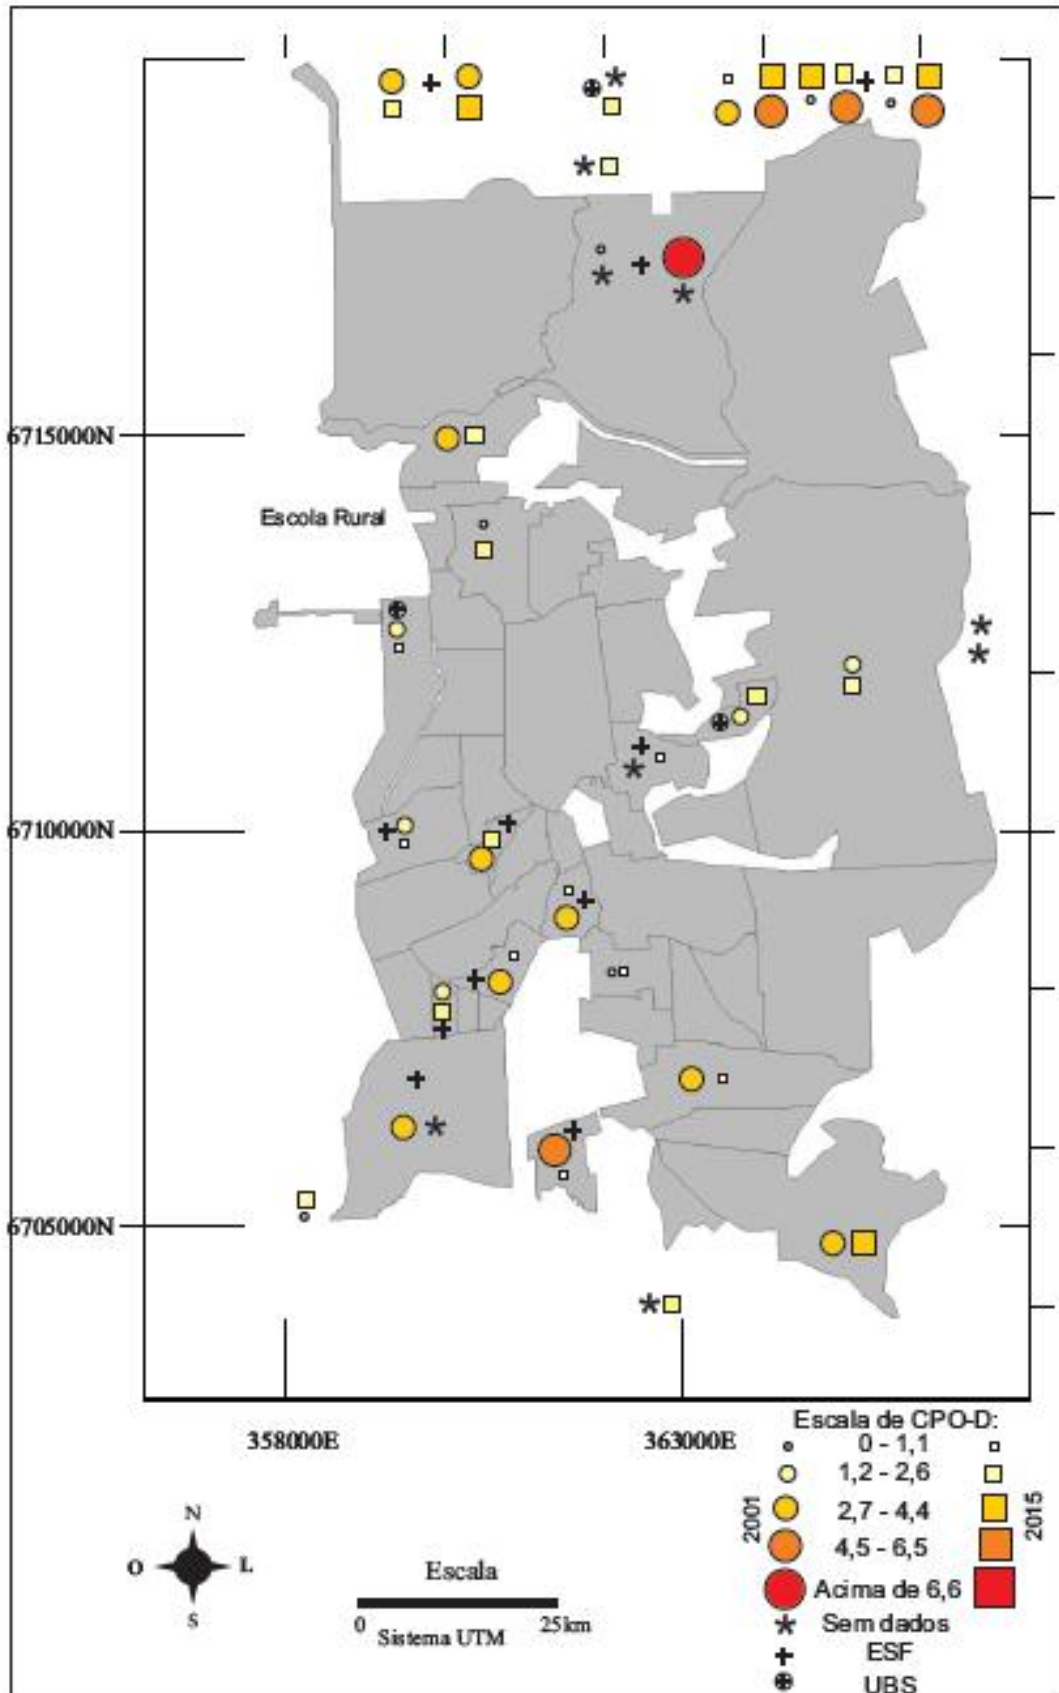 6715000N
Escola Rural
6710000N
6705000N
358000E
363000E
Escala de CPO-D:
0 - 1,1
1,2 - 2,6
2,7 - 4,4
4,5 - 6,5
Acima de 6,6
Sem dados
ESF
UBS
2001
2015
N
O
L
S
Escala
0
25km
Sistema UTM